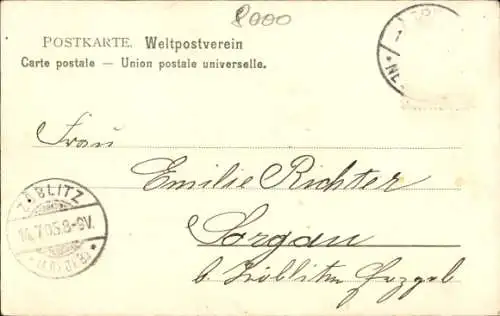 8000
POSTKARTE. Weltpostverein
Carte postale — Union postale universelle.
Frau
Emilie Richter
Sorgau
b. Zöblitz Erzgeb
ZÖBLITZ
14.7.05.8-9V.